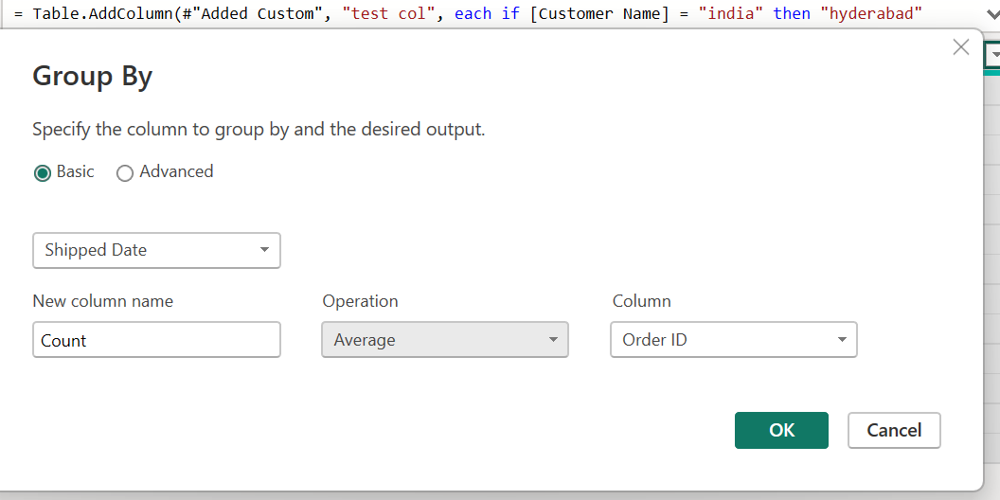 = Table.AddColumn(#"Added Custom", "test col", each if [Customer Name] = "india" then "hyderabad"
Group By
Specify the column to group by and the desired output.
Basic Advanced
Shipped Date
New column name Operation Column
Count Average Order ID
OK Cancel